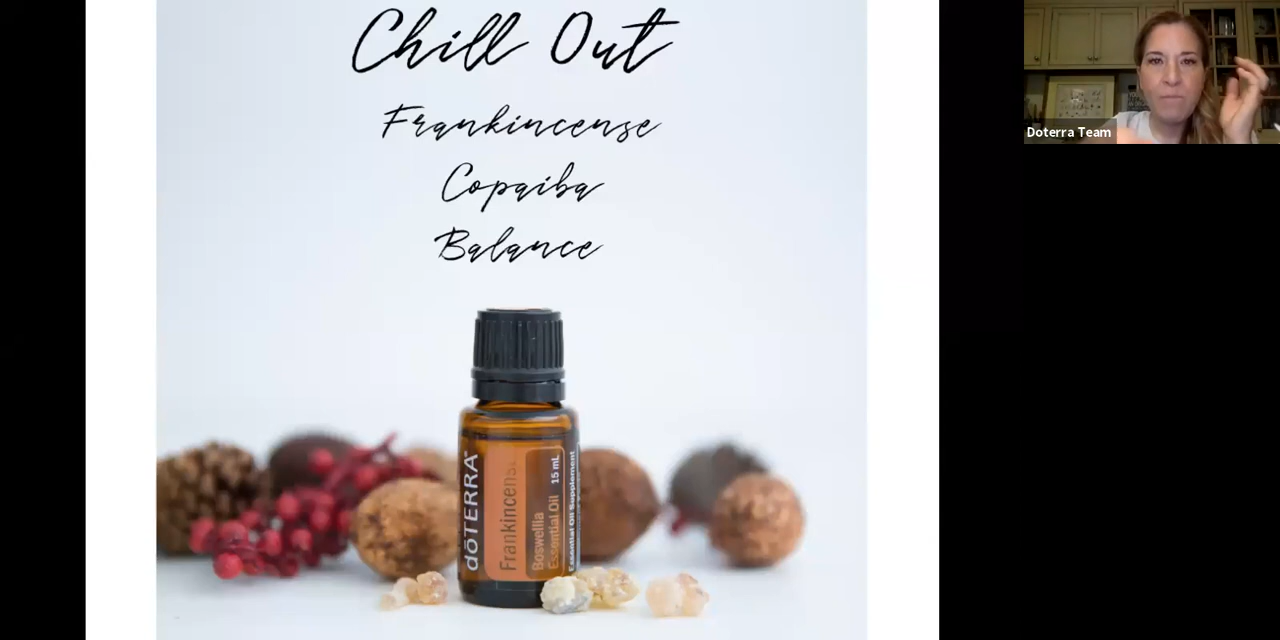 Chill Out
Frankincense
Copaiba
Balance
dōTERRA
Frankincense
Boswellia
Essential Oil 15 mL
Essential Oil Supplement
Doterra Team